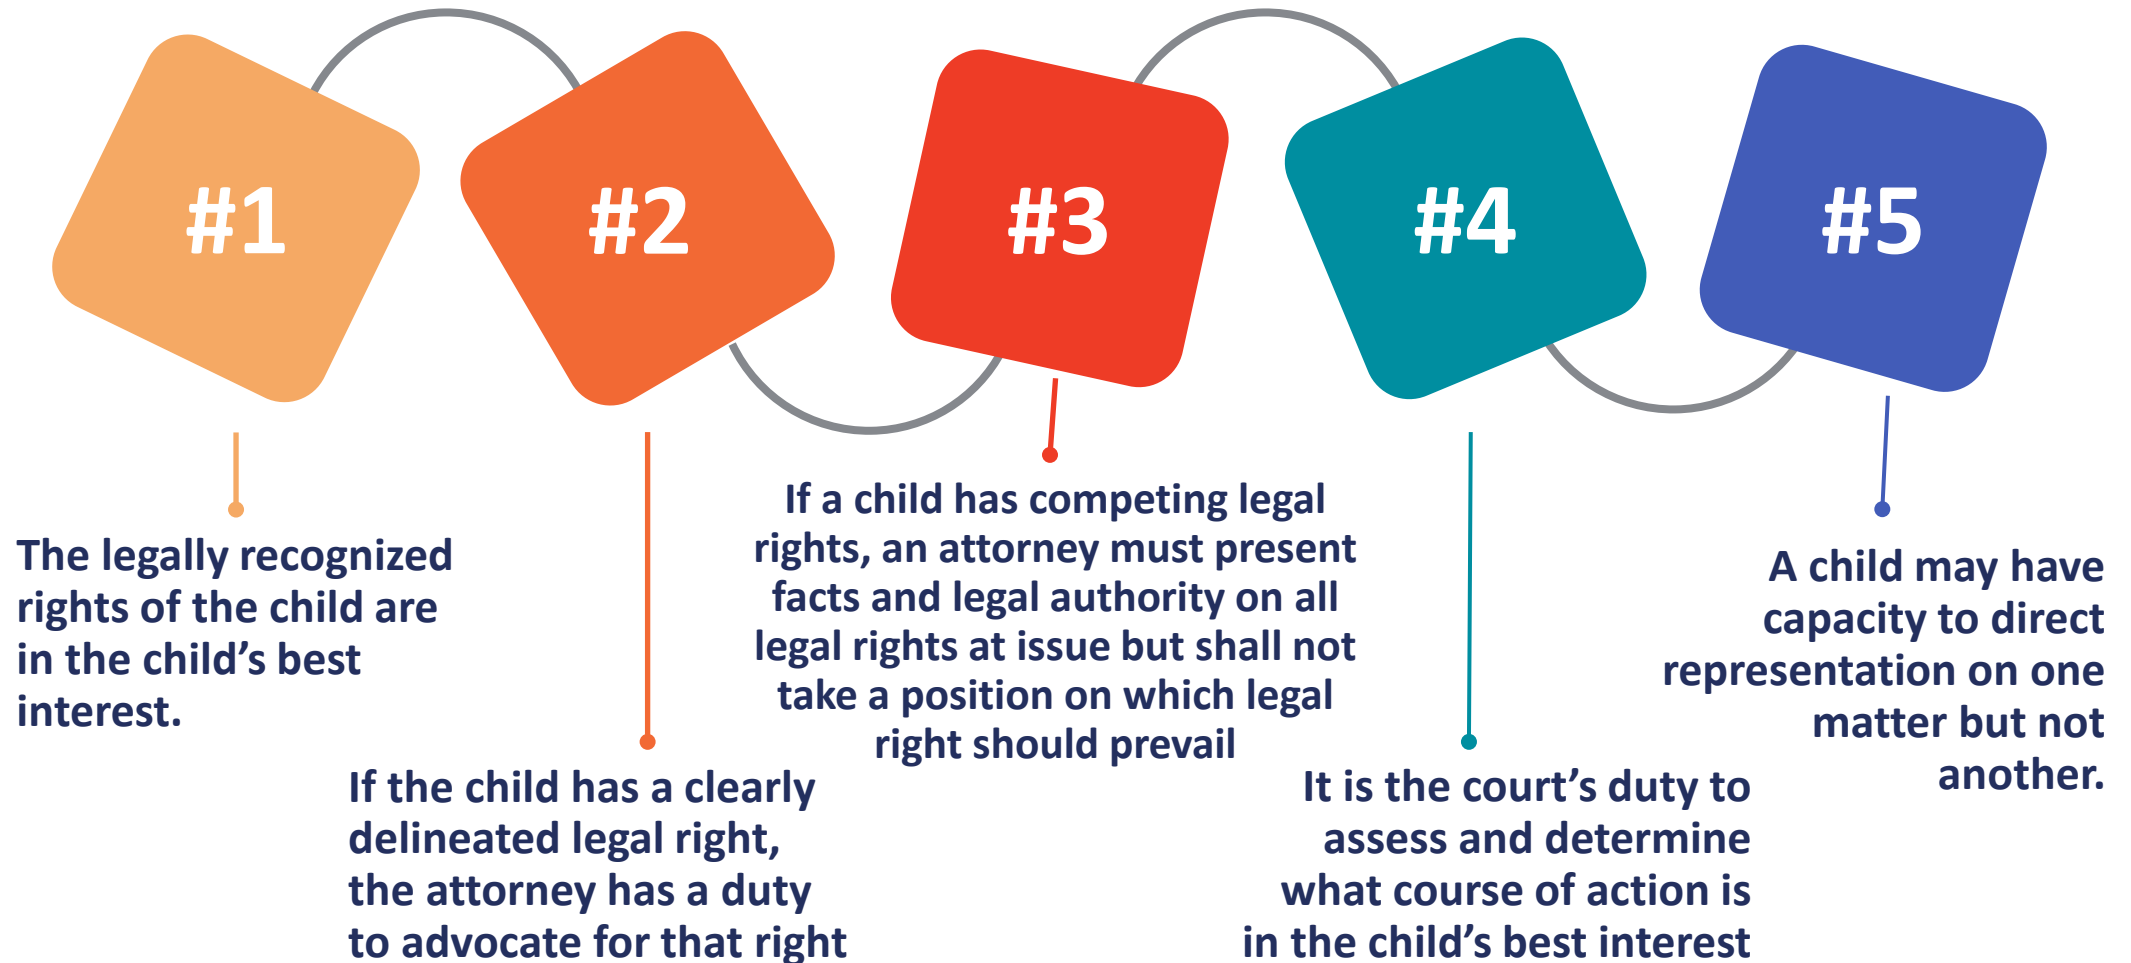 #1
The legally recognized
rights of the child are
in the child’s best
interest.
#2
If the child has a clearly
delineated legal right,
the attorney has a duty
to advocate for that right
#3
If a child has competing legal
rights, an attorney must present
facts and legal authority on all
legal rights at issue but shall not
take a position on which legal
right should prevail
#4
It is the court’s duty to
assess and determine
what course of action is
in the child’s best interest
#5
A child may have
capacity to direct
representation on one
matter but not
another.